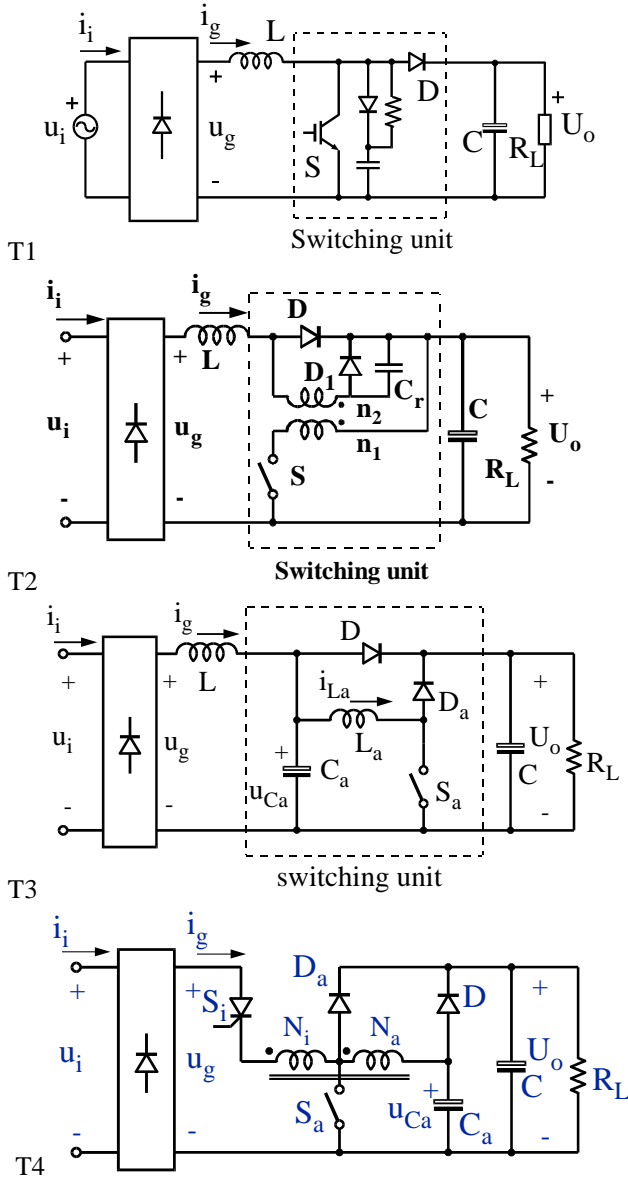 i_i i_g L
+ + D +
u_i u_g S C R_L U_o
-
Switching unit
T1
i_i i_g D
+ + L D_1 C_r C +
n_2
u_i u_g n_1 U_o
S R_L
- - -
Switching unit
T2
i_i i_g D
+ + L i_La D_a +
u_i u_g L_a U_o
+ C_a S_a C R_L
u_Ca
- - -
switching unit
T3
i_i i_g
D_a D
+ + S_i +
N_i N_a
u_i u_g U_o
+ C R_L
S_a u_Ca C_a
- - -
T4